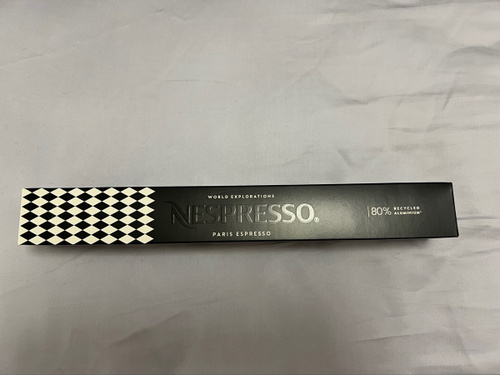 WORLD EXPLORATIONS
NESPRESSO®
PARIS ESPRESSO
80% RECYCLED
ALUMINIUM*